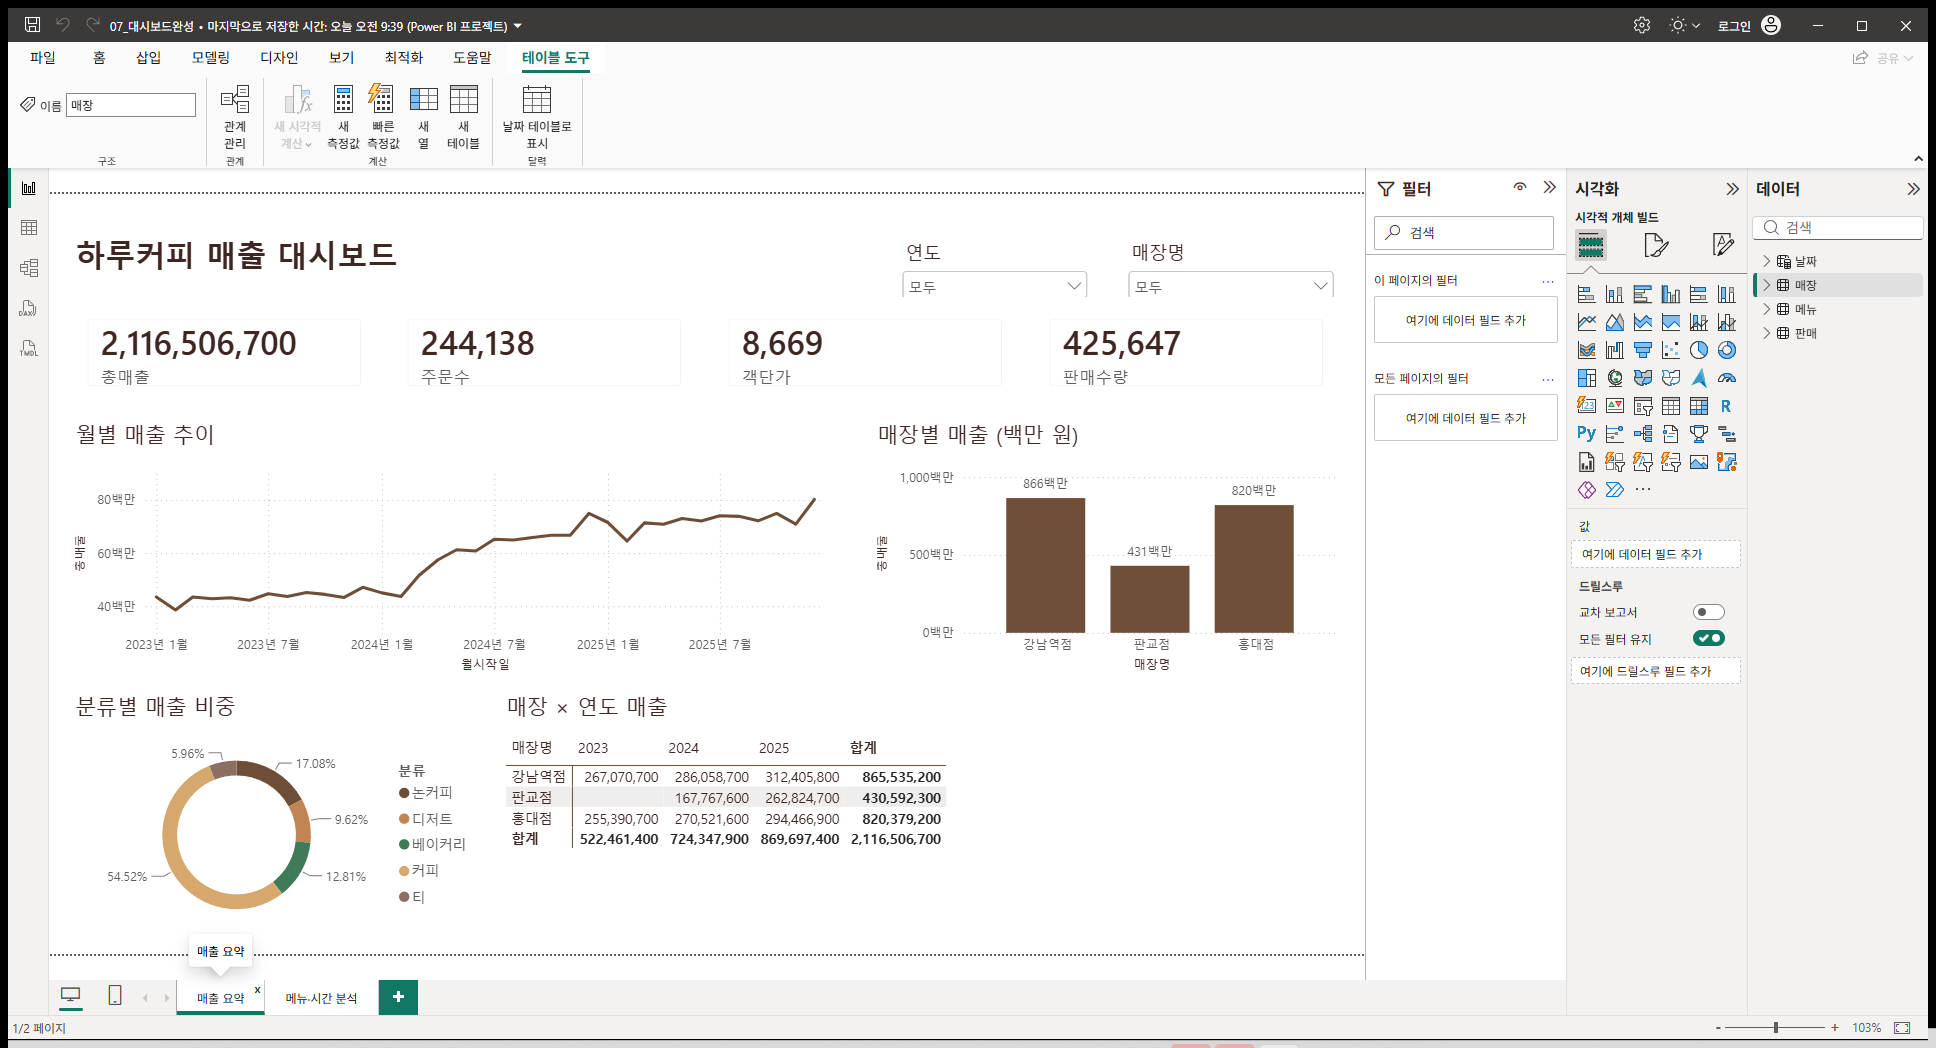 07_대시보드완성 • 마지막으로 저장한 시간: 오늘 오전 9:39 (Power BI 프로젝트)
로그인
파일 홈 삽입 모델링 디자인 보기 최적화 도움말 테이블 도구
공유
이름 매장
관계 관리
새 시각적 계산
새 측정값
빠른 측정값
새 열
새 테이블
날짜 테이블로 표시
구조 관계 계산 달력
하루커피 매출 대시보드
연도
모두
매장명
모두
2,116,506,700
총매출
244,138
주문수
8,669
객단가
425,647
판매수량
월별 매출 추이
80백만
60백만
40백만
총매출
2023년 1월 2023년 7월 2024년 1월 2024년 7월 2025년 1월 2025년 7월
월시작일
매장별 매출 (백만 원)
1,000백만
500백만
0백만
총매출
866백만
431백만
820백만
강남역점 판교점 홍대점
매장명
분류별 매출 비중
5.96%
17.08%
9.62%
12.81%
54.52%
분류
논커피
디저트
베이커리
커피
티
매장 × 연도 매출
매장명 2023 2024 2025 합계
강남역점 267,070,700 286,058,700 312,405,800 865,535,200
판교점 167,767,600 262,824,700 430,592,300
홍대점 255,390,700 270,521,600 294,466,900 820,379,200
합계 522,461,400 724,347,900 869,697,400 2,116,506,700
매출 요약
매출 요약 x
메뉴·시간 분석
+
1/2 페이지
필터
검색
이 페이지의 필터 ...
여기에 데이터 필드 추가
모든 페이지의 필터 ...
여기에 데이터 필드 추가
시각화
시각적 개체 빌드
123
R
Py
...
값
여기에 데이터 필드 추가
드릴스루
교차 보고서
모든 필터 유지
여기에 드릴스루 필드 추가
데이터
검색
날짜
매장
메뉴
판매
DAX
TMDL
- + 103%